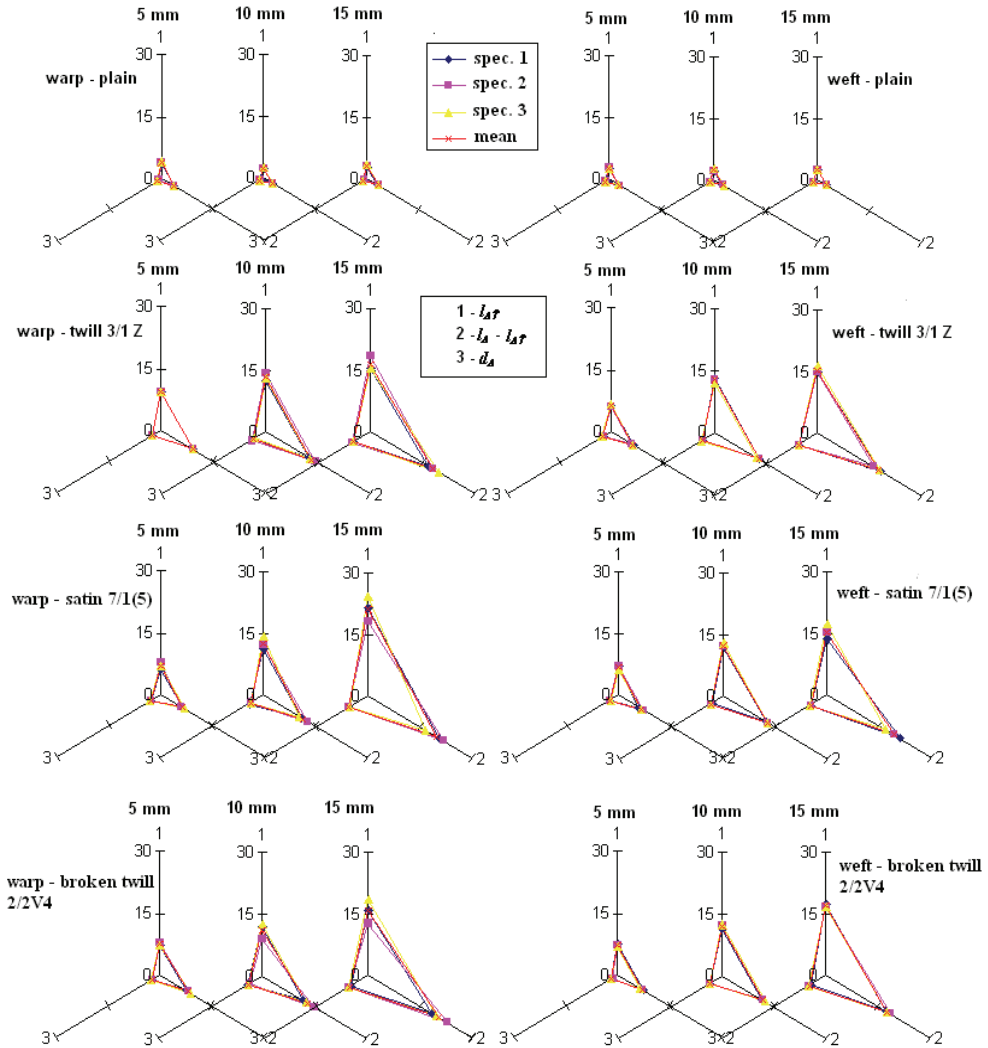 5 mm 10 mm 15 mm
1 1 1 1 1 1
30 30 30 30 30 30
warp - plain
spec. 1
spec. 2
spec. 3
mean
weft - plain
15 15 15 15 15 15
0 0 0 0 0 0
3 3 3 2 2 2 3 3 3 2 2 2
5 mm 10 mm 15 mm 5 mm 10 mm 15 mm
1 1 1 1 1 1
30 30 30 30 30 30
warp - twill 3/1 Z
1 -
2 -
3 -
weft - twill 3/1 Z
15 15 15 15 15 15
0 0 0 0 0 0
3 3 3 2 2 2 3 3 3 2 2 2
5 mm 10 mm 15 mm 5 mm 10 mm 15 mm
1 1 1 1 1 1
30 30 30 30 30 30
warp - satin 7/1(5)
weft - satin 7/1(5)
15 15 15 15 15 15
0 0 0 0 0 0
3 3 3 2 2 2 3 3 3 2 2 2
5 mm 10 mm 15 mm 5 mm 10 mm 15 mm
1 1 1 1 1 1
30 30 30 30 30 30
warp - broken twill
2/2V4
weft - broken twill
2/2V4
15 15 15 15 15 15
0 0 0 0 0 0
3 3 3 2 2 2 3 3 3 2 2 2